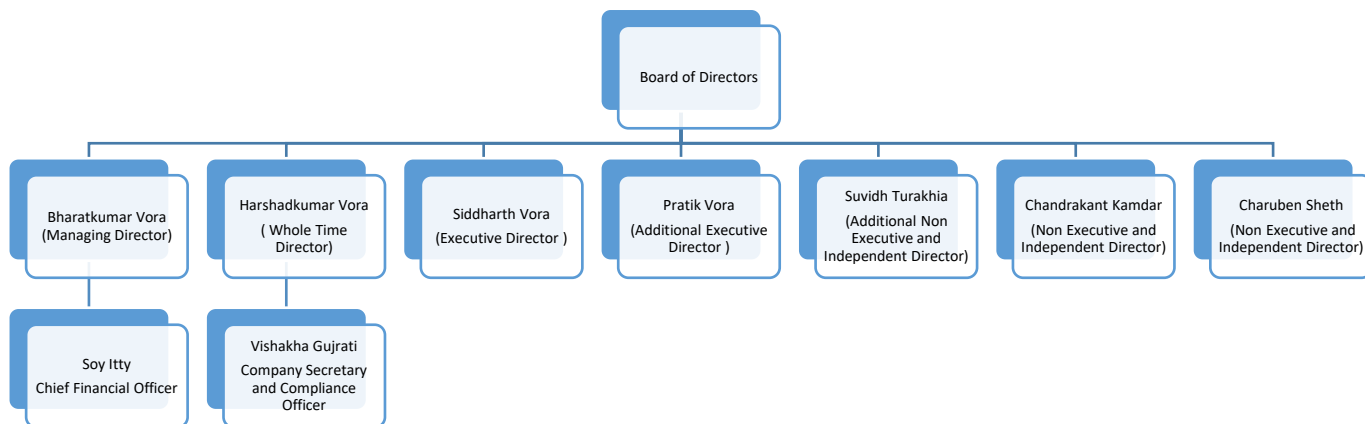 Board of Directors
Bharatkumar Vora
(Managing Director)
Harshadkumar Vora
( Whole Time
Director)
Siddharth Vora
(Executive Director )
Pratik Vora
(Additional Executive
Director )
Suvidh Turakhia
(Additional Non
Executive and
Independent Director)
Chandrakant Kamdar
(Non Executive and
Independent Director)
Charuben Sheth
(Non Executive and
Independent Director)
Soy Itty
Chief Financial Officer
Vishakha Gujrati
Company Secretary
and Compliance
Officer